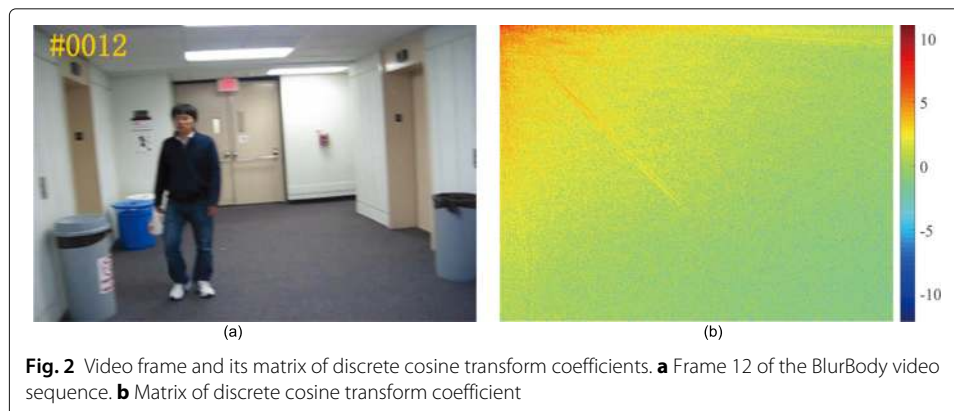 #0012
10
5
0
-5
-10
(a)
(b)
Fig. 2 Video frame and its matrix of discrete cosine transform coefficients. a Frame 12 of the BlurBody video
sequence. b Matrix of discrete cosine transform coefficient